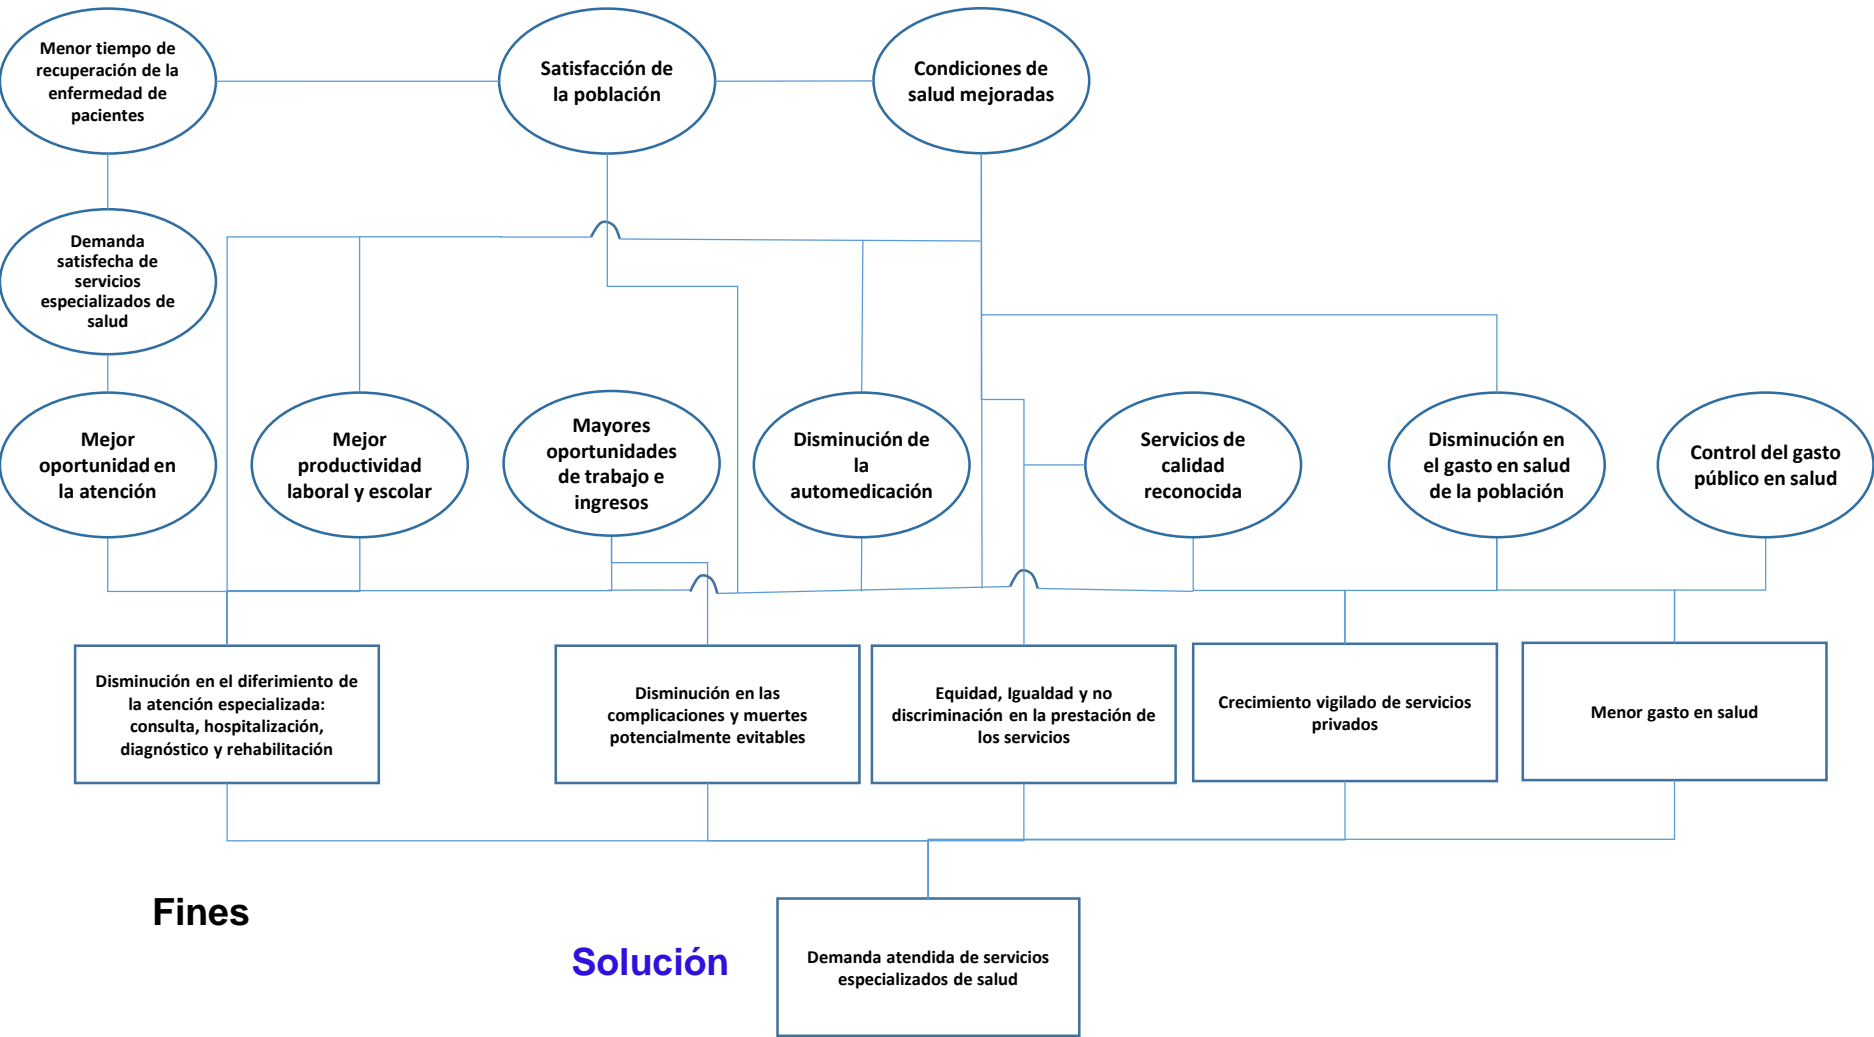 Menor tiempo de
recuperación de la
enfermedad de
pacientes
Satisfacción de
la población
Condiciones de
salud mejoradas
Demanda
satisfecha de
servicios
especializados de
salud
Mejor
oportunidad en
la atención
Mejor
productividad
laboral y escolar
Mayores
oportunidades
de trabajo e
ingresos
Disminución de
la
automedicación
Servicios de
calidad
reconocida
Disminución en
el gasto en salud
de la población
Control del gasto
público en salud
Disminución en el diferimiento de
la atención especializada:
consulta, hospitalización,
diagnóstico y rehabilitación
Disminución en las
complicaciones y muertes
potencialmente evitables
Equidad, Igualdad y no
discriminación en la prestación de
los servicios
Crecimiento vigilado de servicios
privados
Menor gasto en salud
Fines
Solución
Demanda atendida de servicios
especializados de salud